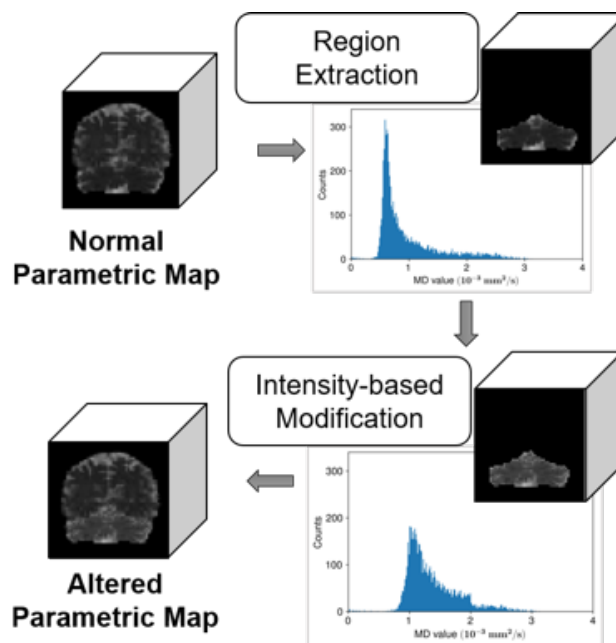 Region
Extraction
Normal
Parametric Map
Counts
300
200
100
0
0 1 2 3 4
MD value (10⁻³ mm²/s)
Intensity-based
Modification
Altered
Parametric Map
Counts
300
200
100
0
0 1 2 3 4
MD value (10⁻³ mm²/s)